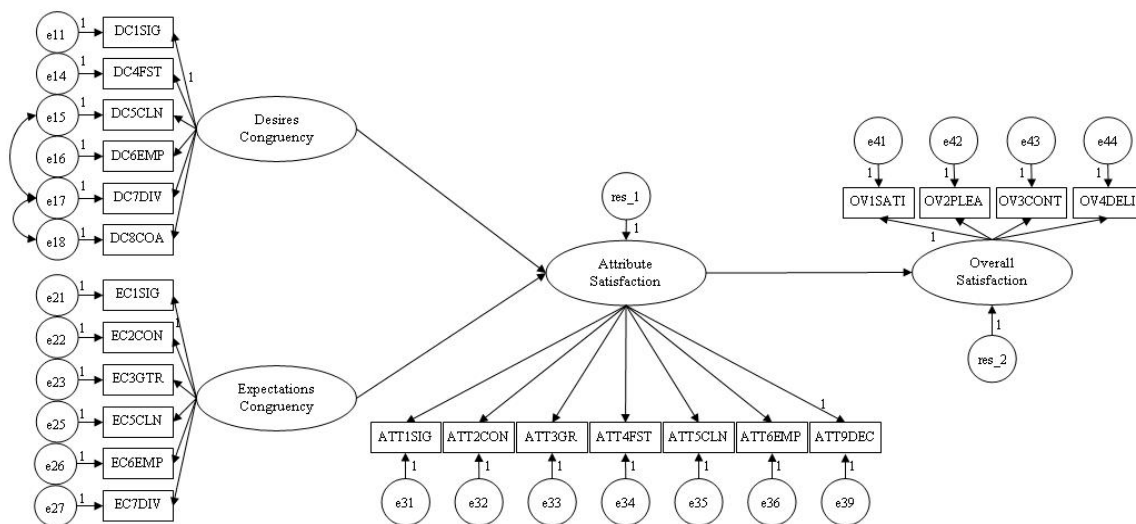 e11 1 DC1SIG
e14 1 DC4FST
1
e15 1 DC5CLN
e16 1 DC6EMP
e17 1 DC7DIV
e18 1 DC8COA
Desires
Congruency
e21 1 EC1SIG
e22 1 EC2CON
1
e23 1 EC3GTR
e25 1 EC5CLN
e26 1 EC6EMP
e27 1 EC7DIV
Expectations
Congruency
res_1
1
Attribute
Satisfaction
1
ATT1SIG ATT2CON ATT3GR ATT4FST ATT5CLN ATT6EMP ATT9DEC
1 1 1 1 1 1 1
e31 e32 e33 e34 e35 e36 e39
e41 e42 e43 e44
1 1 1 1
OV1SATI OV2PLEA OV3CONT OV4DELI
1
Overall
Satisfaction
1
res_2